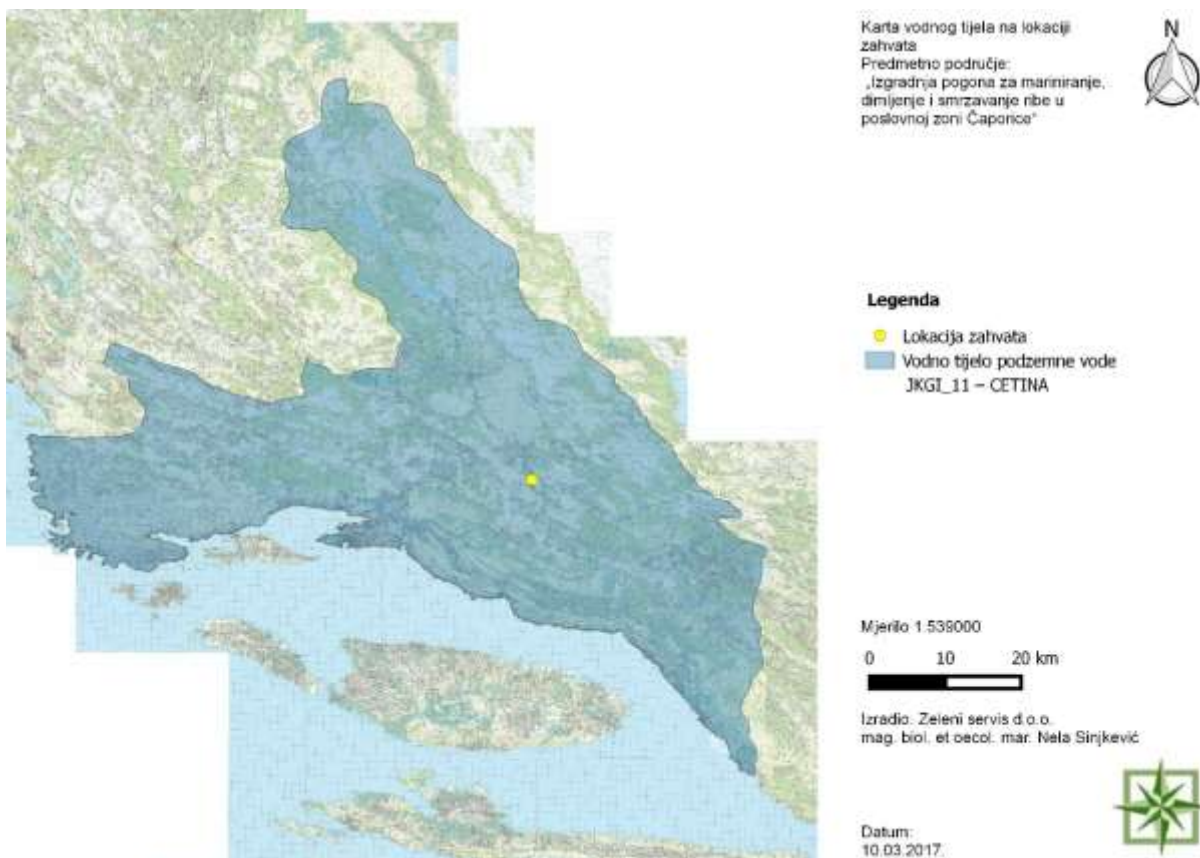 Karta vodnog tijela na lokaciji
zahvata
Predmetno područje:
„Izgradnja pogona za mariniranje,
dimljenje i smrzavanje ribe u
poslovnoj zoni Čaporice"
N
Legenda
Lokacija zahvata
Vodno tijelo podzemne vode
JKGI_11 – CETINA
Mjerilo 1:539000
0 10 20 km
Izradio: Zeleni servis d.o.o.
mag. biol. et oecol. mar. Nela Sinjkević
Datum:
10.03.2017.